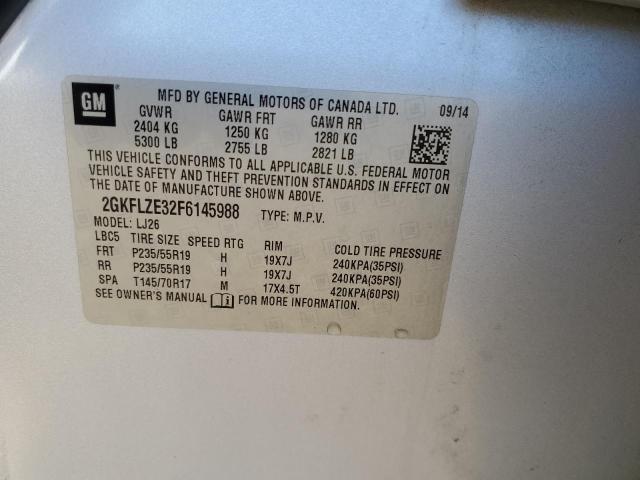 GM
MFD BY GENERAL MOTORS OF CANADA LTD. 09/14
GVWR GAWR FRT GAWR RR
2404 KG 1250 KG 1280 KG
5300 LB 2755 LB 2821 LB
THIS VEHICLE CONFORMS TO ALL APPLICABLE U.S. FEDERAL MOTOR
VEHICLE SAFETY AND THEFT PREVENTION STANDARDS IN EFFECT ON
THE DATE OF MANUFACTURE SHOWN ABOVE.
2GKFLZE32F6145988 TYPE: M.P.V.
MODEL: LJ26
LBC5 TIRE SIZE SPEED RTG RIM COLD TIRE PRESSURE
FRT P235/55R19 H 19X7J 240KPA(35PSI)
RR P235/55R19 H 19X7J 240KPA(35PSI)
SPA T145/70R17 M 17X4.5T 420KPA(60PSI)
SEE OWNER'S MANUAL FOR MORE INFORMATION.